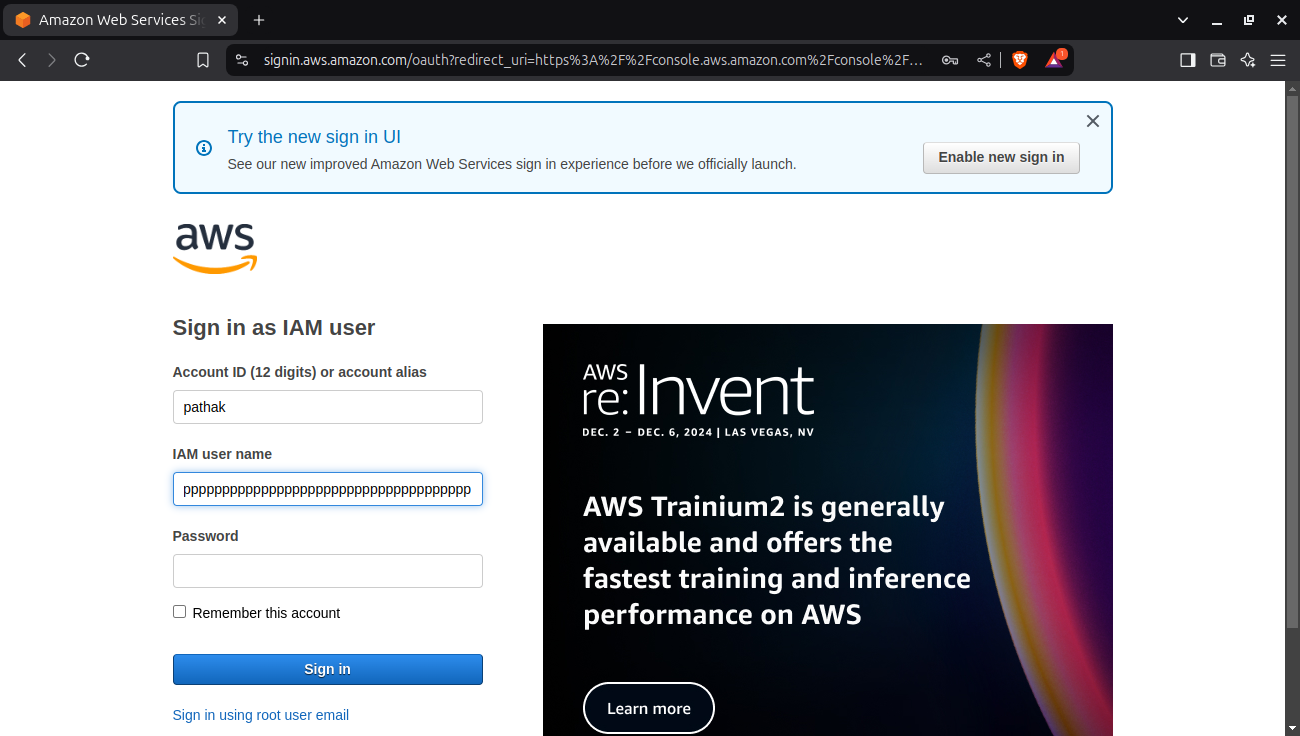 Amazon Web Services Si
signin.aws.amazon.com/oauth?redirect_uri=https%3A%2F%2Fconsole.aws.amazon.com%2Fconsole%2F…
1
Try the new sign in UI
See our new improved Amazon Web Services sign in experience before we officially launch.
Enable new sign in
aws
Sign in as IAM user
Account ID (12 digits) or account alias
pathak
IAM user name
ppppppppppppppppppppppppppppppppppppp
Password
Remember this account
Sign in
Sign in using root user email
AWS
re:Invent
DEC. 2 – DEC. 6, 2024 | LAS VEGAS, NV
AWS Trainium2 is generally
available and offers the
fastest training and inference
performance on AWS
Learn more